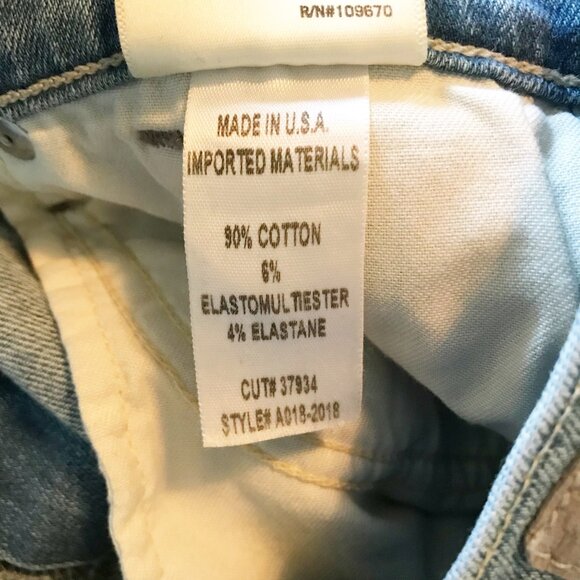 R/N#109670
MADE IN U.S.A.
IMPORTED MATERIALS
90% COTTON
6%
ELASTOMULTIESTER
4% ELASTANE
CUT# 37934
STYLE# A018-2018